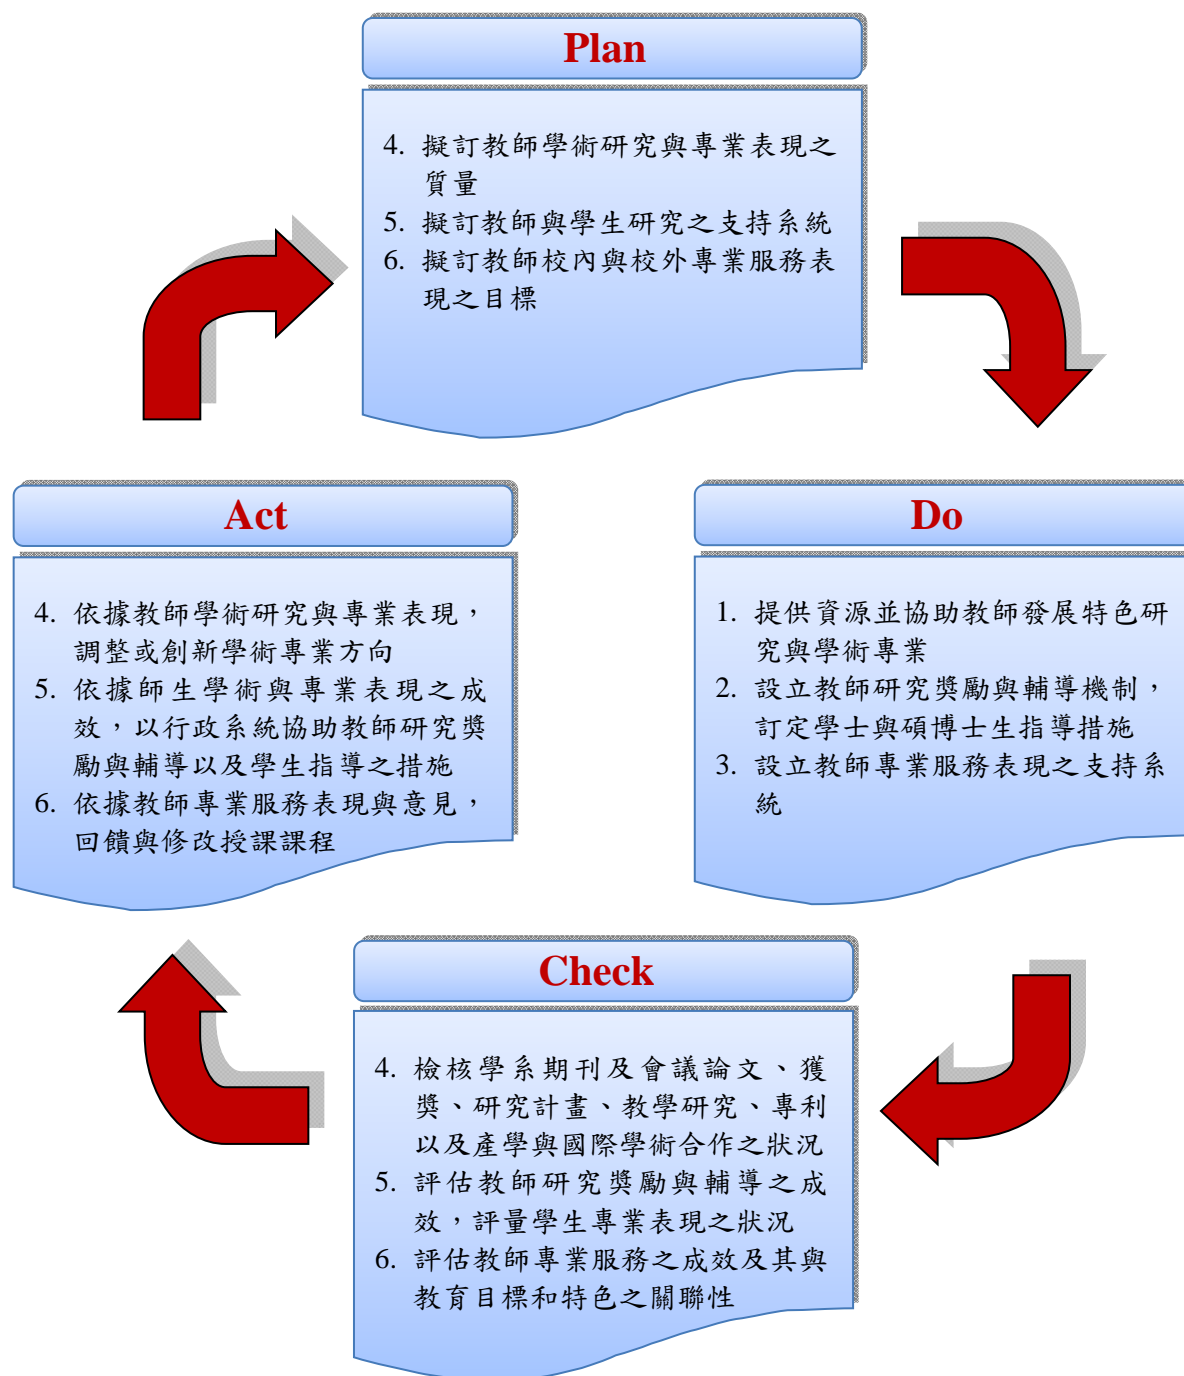 Plan
4. 擬訂教師學術研究與專業表現之
質量
5. 擬訂教師與學生研究之支持系統
6. 擬訂教師校內與校外專業服務表
現之目標
Act
4. 依據教師學術研究與專業表現，
調整或創新學術專業方向
5. 依據師生學術與專業表現之成
效，以行政系統協助教師研究獎
勵與輔導以及學生指導之措施
6. 依據教師專業服務表現與意見，
回饋與修改授課課程
Do
1. 提供資源並協助教師發展特色研
究與學術專業
2. 設立教師研究獎勵與輔導機制，
訂定學士與碩博士生指導措施
3. 設立教師專業服務表現之支持系
統
Check
4. 檢核學系期刊及會議論文、獲
獎、研究計畫、教學研究、專利
以及產學與國際學術合作之狀況
5. 評估教師研究獎勵與輔導之成
效，評量學生專業表現之狀況
6. 評估教師專業服務之成效及其與
教育目標和特色之關聯性